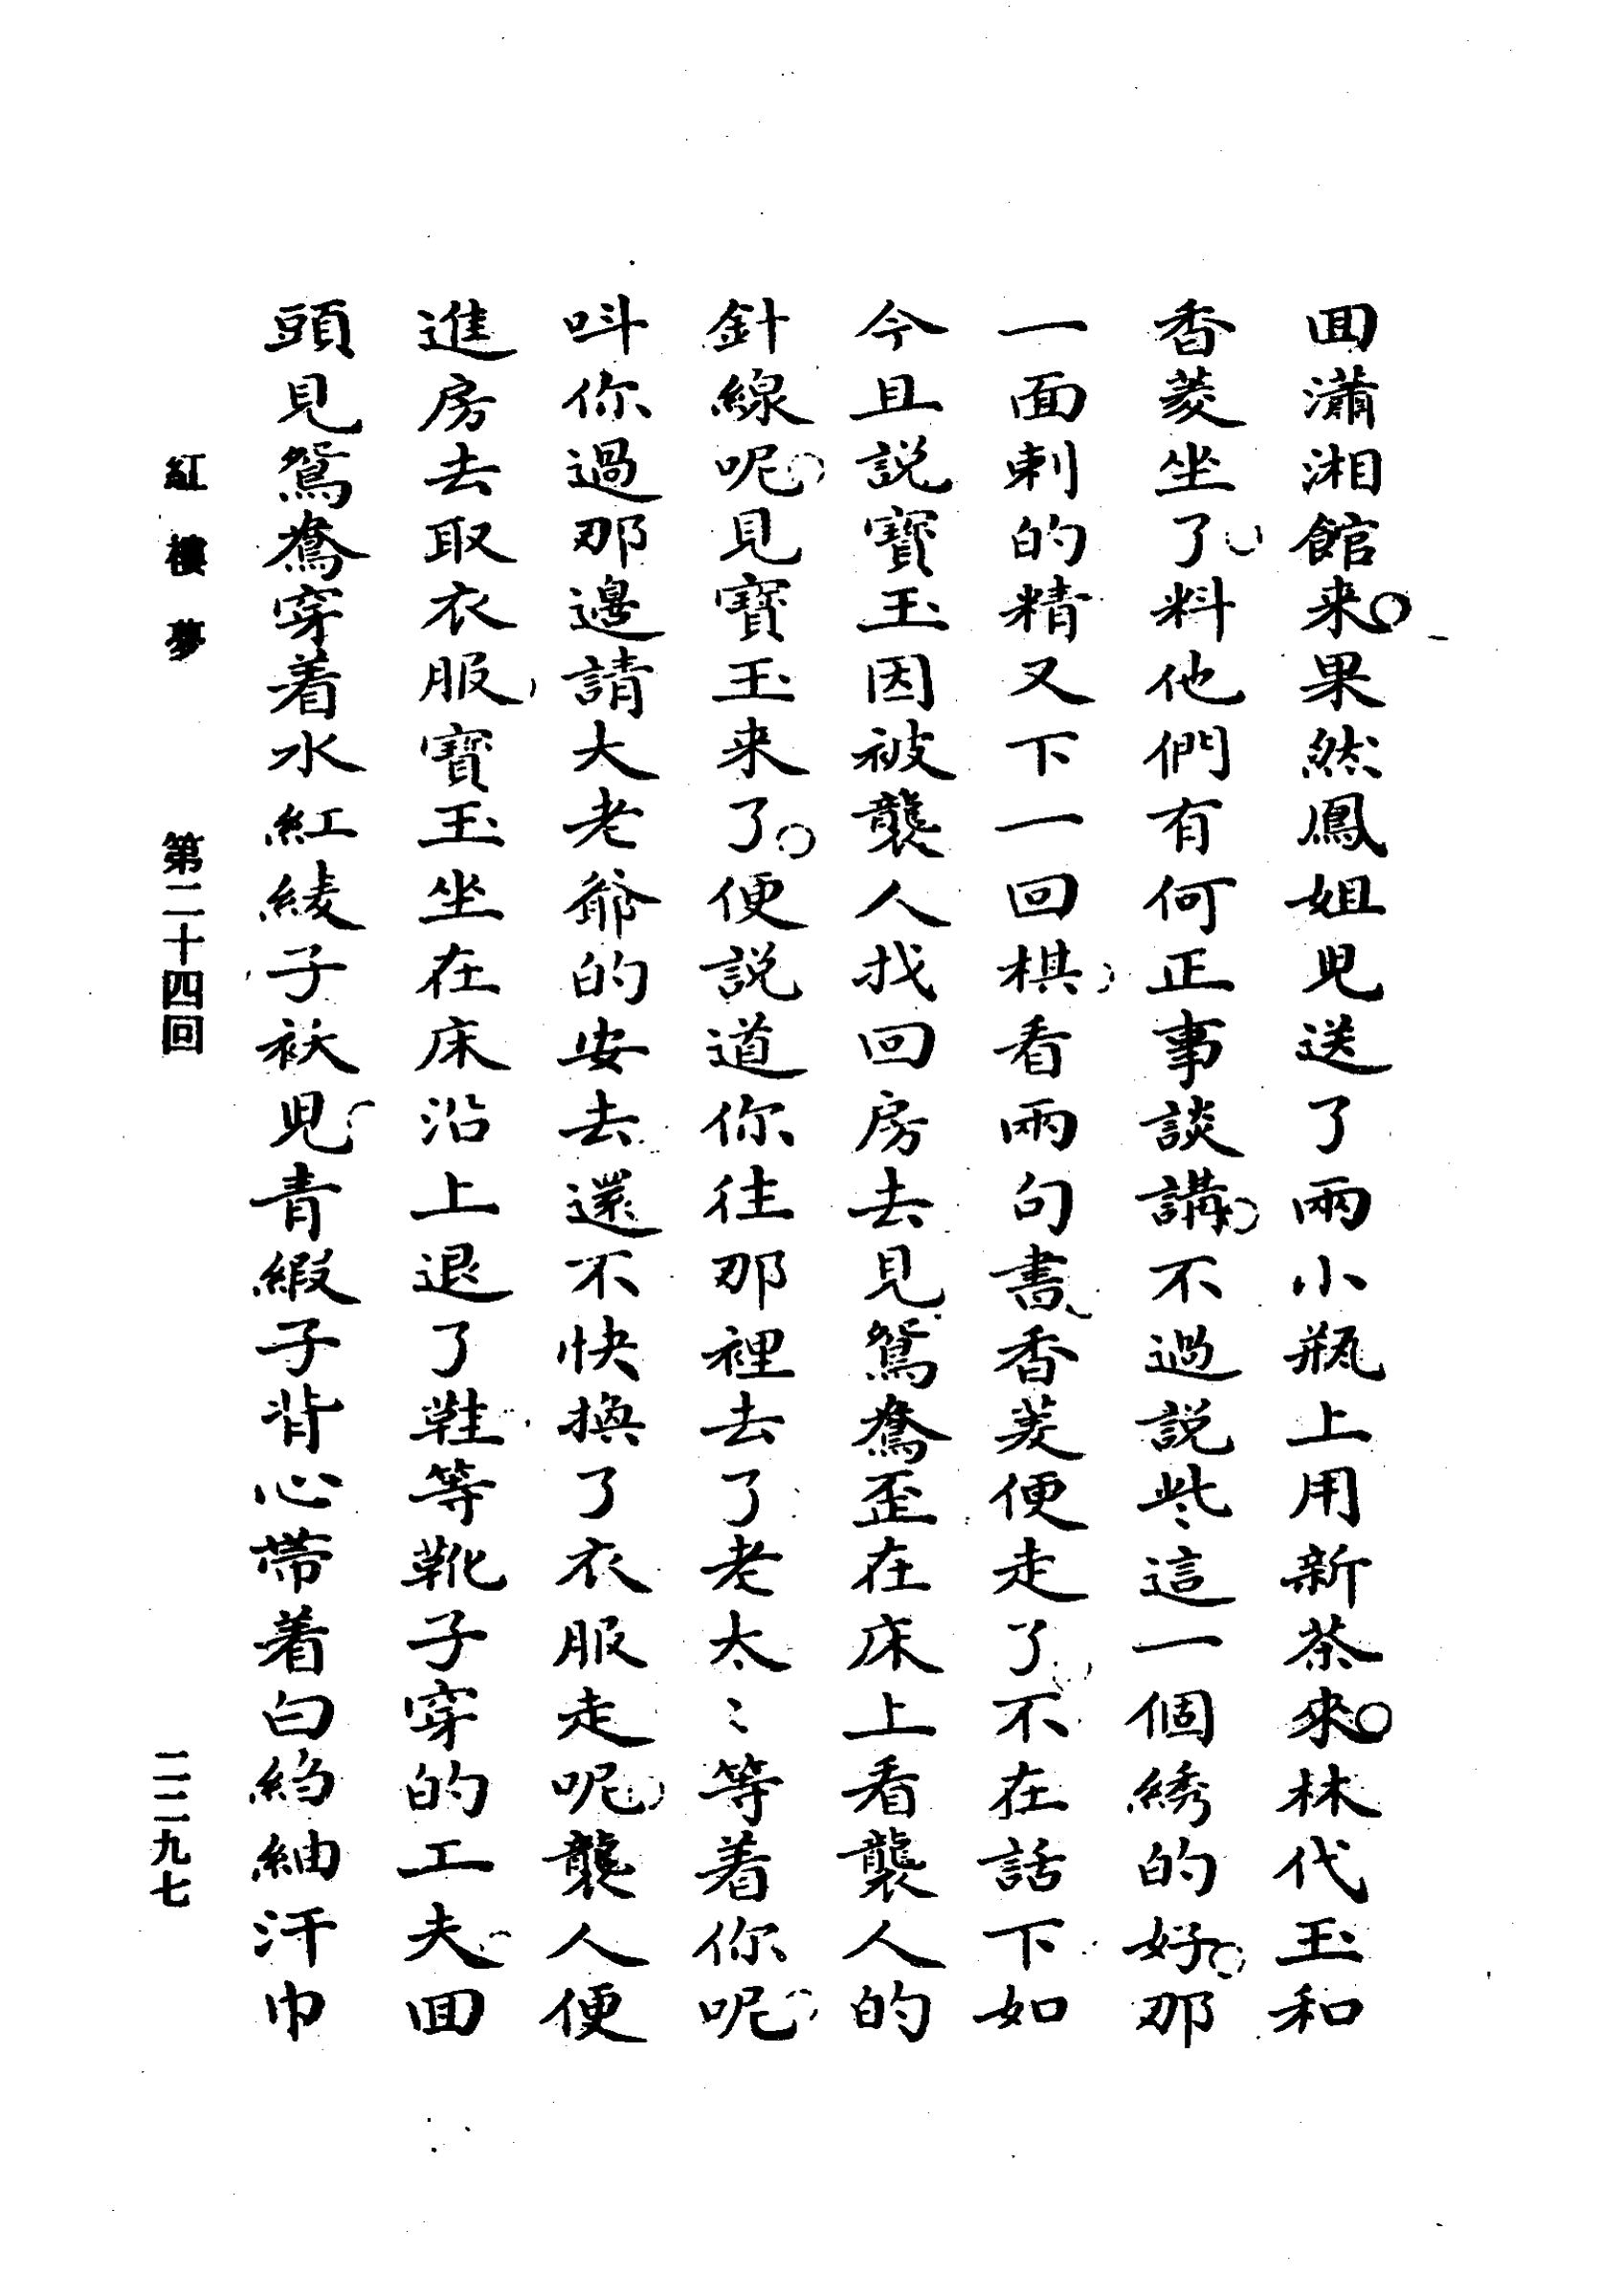 囬瀟湘館来果然鳳姐兒送了兩小瓶上用新茶來林代玉和
香菱坐了料他們有何正事談講不過説些這一個綉的好那
一面刺的精又下一回棋看兩句書香菱便走了不在話下如
今且説寶玉因被襲人找回房去見鴛鴦歪在床上看襲人的
針線呢見寶玉来了便説道你往那裡去了老太〻等着你呢
呌你過那邊請大老爺的安去還不快換了衣服走呢襲人便
進房去取衣服寶玉坐在床沿上退了鞋等靴子穿的工夫囬
頭見鴛鴦穿着水紅綾子袄兒青緞子背心帶着白縐紬汗巾
紅樓夢 第二十四回 一二九七